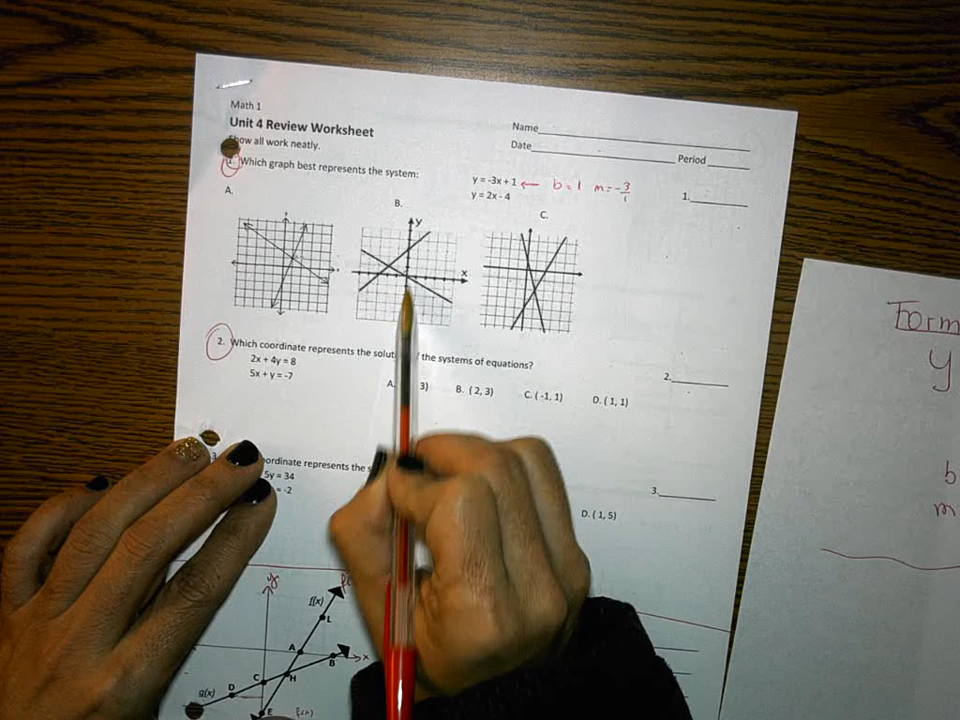 Math 1
Unit 4 Review Worksheet
Name
Show all work neatly.
Date Period
1. Which graph best represents the system:
y = -3x + 1 ← b = 1 m = -3/1
y = 2x - 4
1.
A.
B.
C.
y
x
2. Which coordinate represents the the systems of equations?
2x + 4y = 8
5x + y = -7
2.
A. 3)
B. ( 2, 3)
C. ( -1, 1)
D. ( 1, 1)
3. represents the
5y = 34
= -2
3.
D. ( 1, 5)
y
f(x)
L
A
B
x
C
H
D
g(x)
E
Form
y
b
m